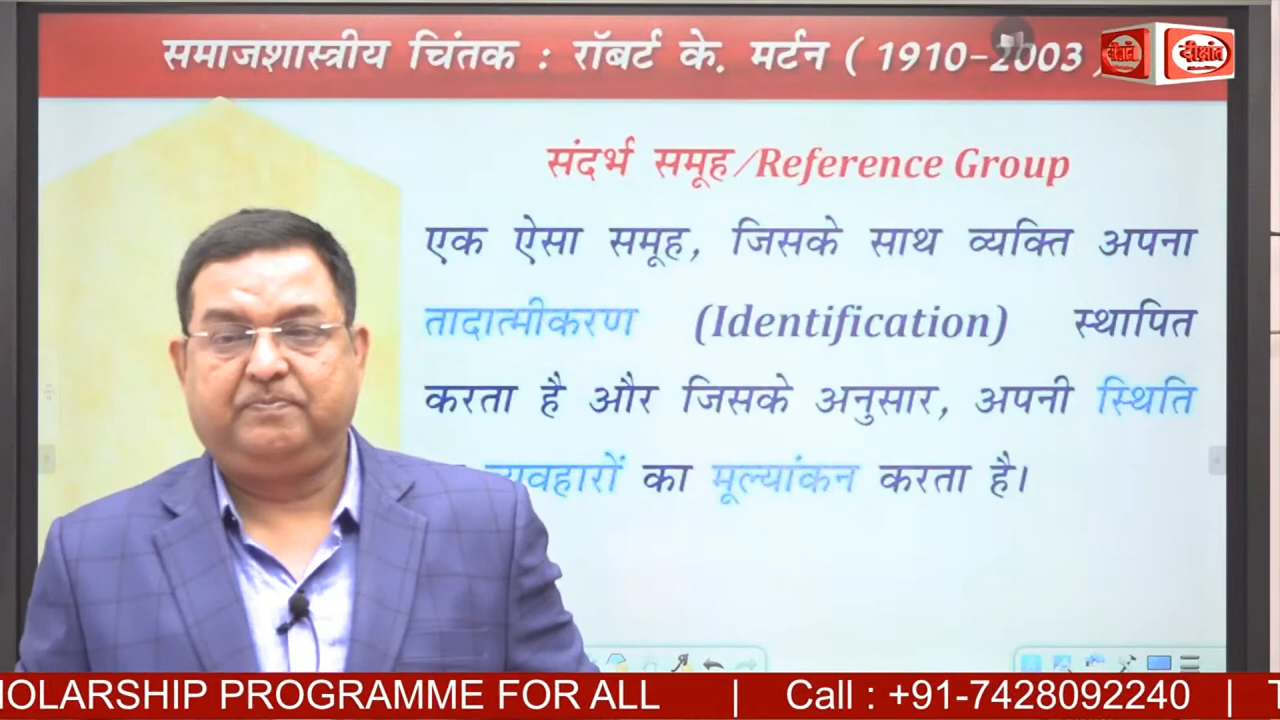 समाजशास्त्रीय चिंतक : रॉबर्ट के. मर्टन ( 1910-2003 )
दीक्षांत
संदर्भ समूह/Reference Group
एक ऐसा समूह, जिसके साथ व्यक्ति अपना
तादात्मीकरण (Identification) स्थापित
करता है और जिसके अनुसार, अपनी स्थिति
व्यवहारों का मूल्यांकन करता है।
HOLARSHIP PROGRAMME FOR ALL | Call : +91-7428092240 | T